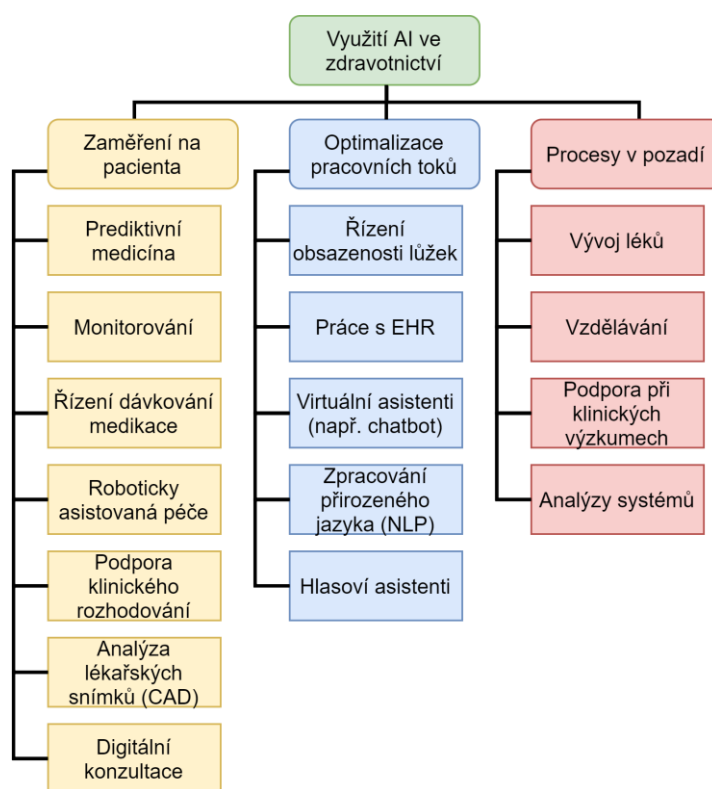 Využití AI ve
zdravotnictví
Zaměření na
pacienta
Prediktivní
medicína
Monitorování
Řízení dávkování
medikace
Roboticky
asistovaná péče
Podpora
klinického
rozhodování
Analýza
lékařských
snímků (CAD)
Digitální
konzultace
Optimalizace
pracovních toků
Řízení
obsazenosti lůžek
Práce s EHR
Virtuální asistenti
(např. chatbot)
Zpracování
přirozeného
jazyka (NLP)
Hlasoví asistenti
Procesy v pozadí
Vývoj léků
Vzdělávání
Podpora při
klinických
výzkumech
Analýzy systémů